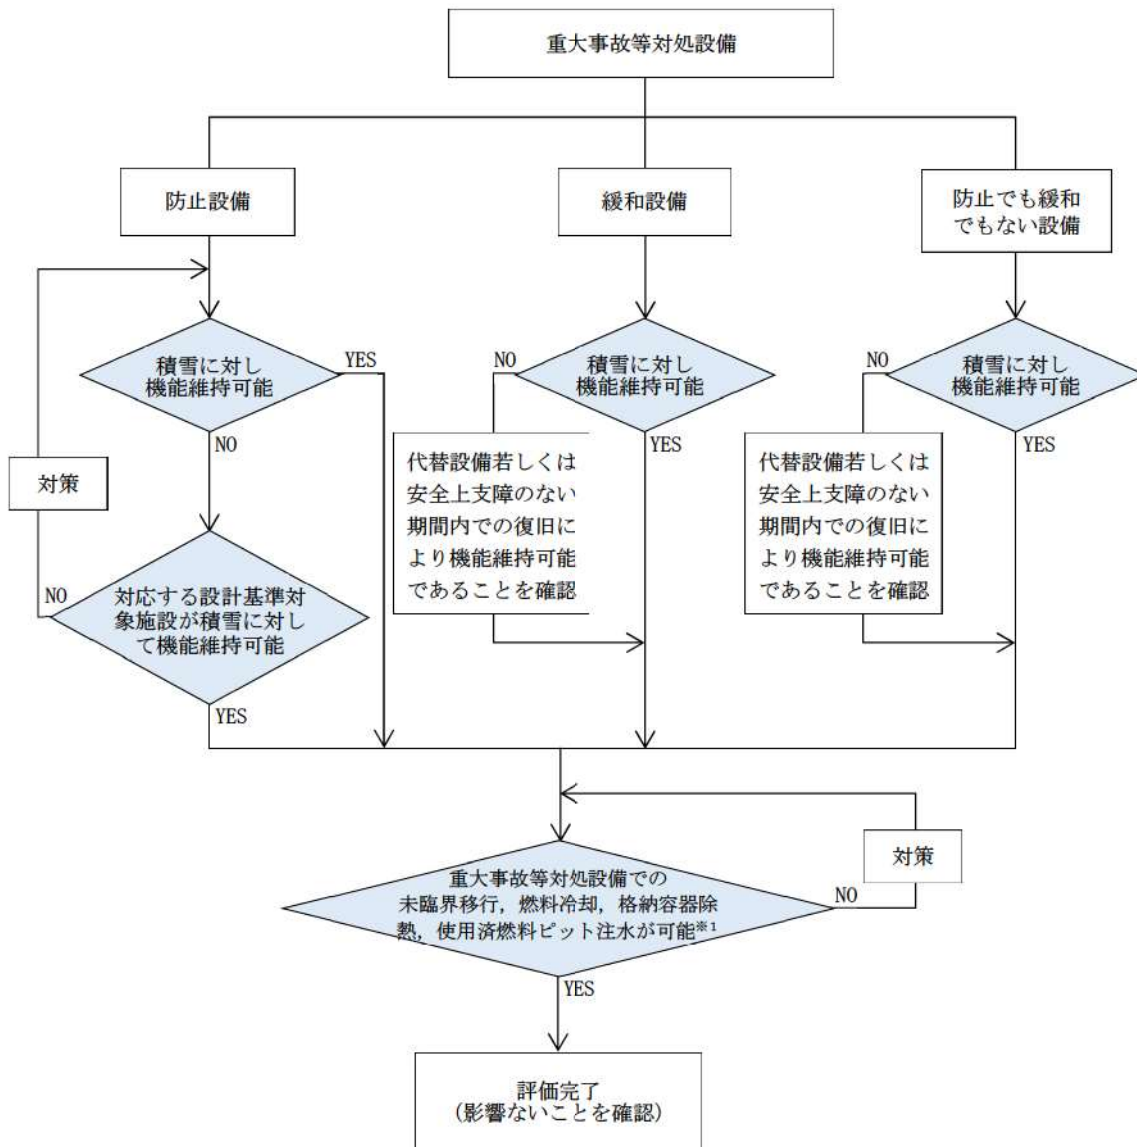 重大事故等対処設備
防止設備
緩和設備
防止でも緩和
でもない設備
積雪に対し
機能維持可能
YES
NO
積雪に対し
機能維持可能
NO
YES
積雪に対し
機能維持可能
NO
YES
対策
代替設備若しくは
安全上支障のない
期間内での復旧に
より機能維持可能
であることを確認
代替設備若しくは
安全上支障のない
期間内での復旧に
より機能維持可能
であることを確認
NO
対応する設計基準対
象施設が積雪に対し
て機能維持可能
YES
対策
重大事故等対処設備での
未臨界移行，燃料冷却，格納容器除
熱，使用済燃料ピット注水が可能※1
NO
YES
評価完了
（影響ないことを確認）